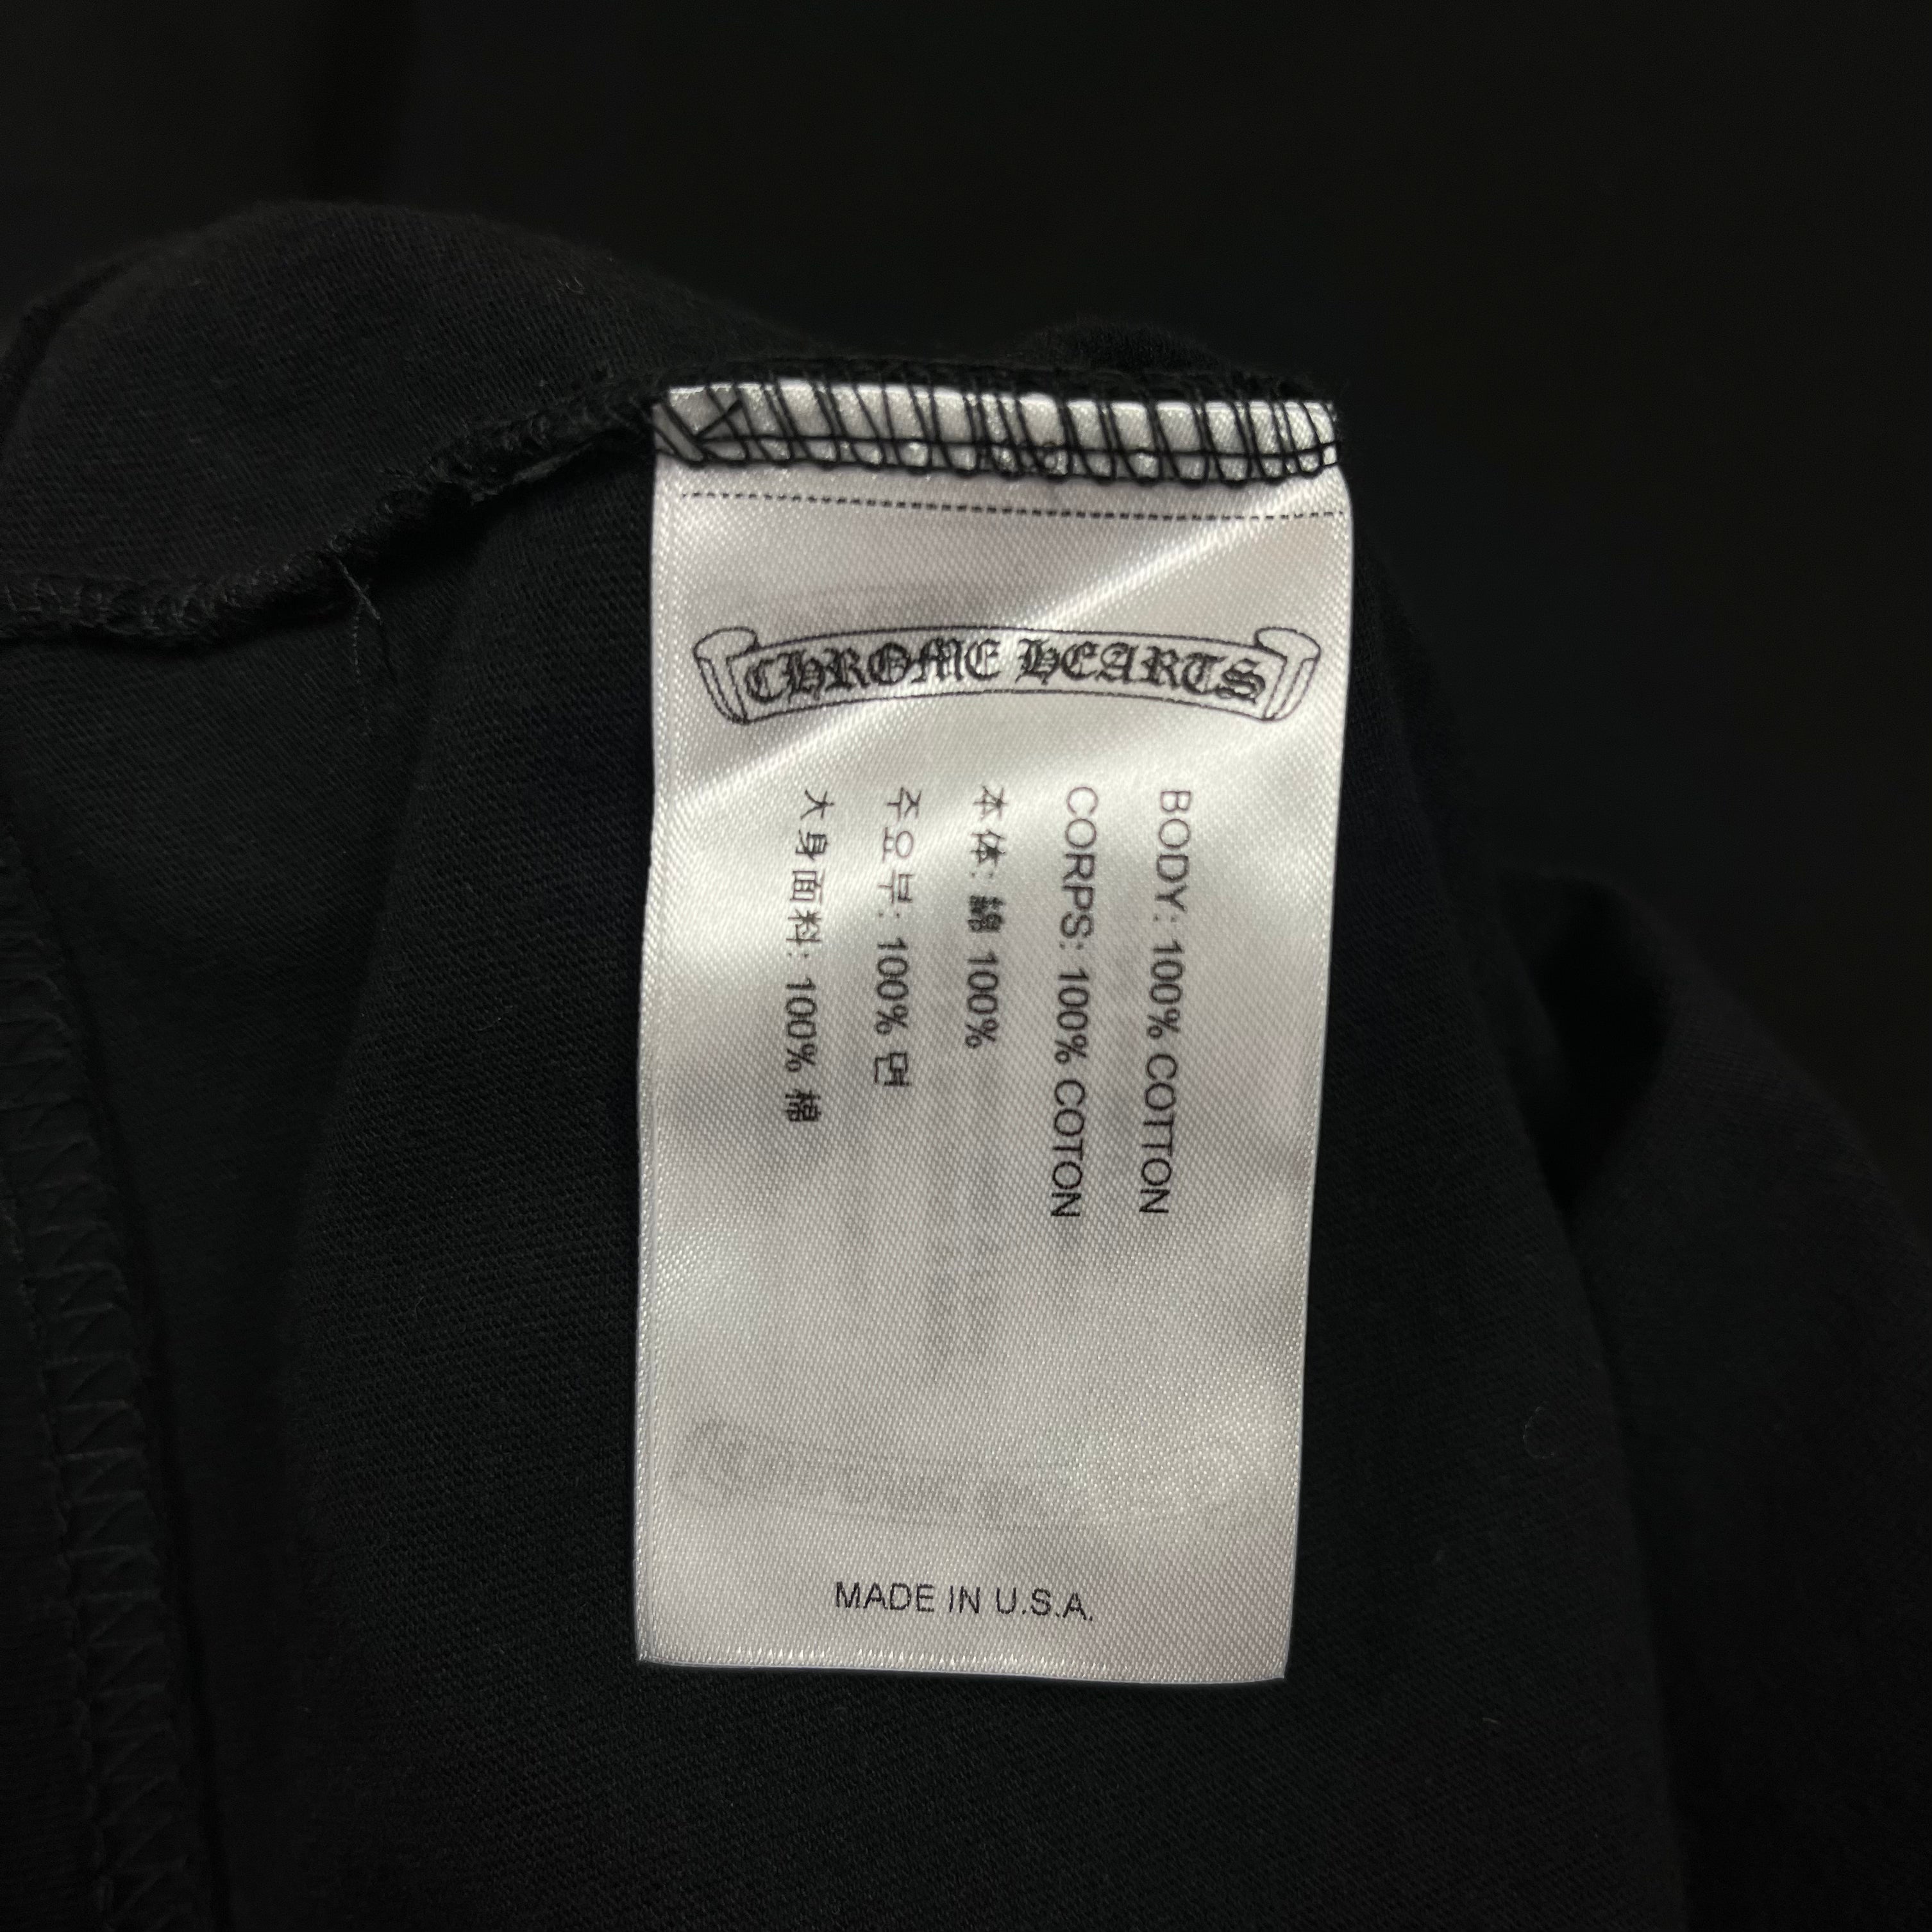 CHROME HEARTS
BODY: 100% COTTON
CORPS: 100% COTON
本体: 綿 100%
주요부: 100% 면
大身面料: 100% 棉
MADE IN U.S.A.